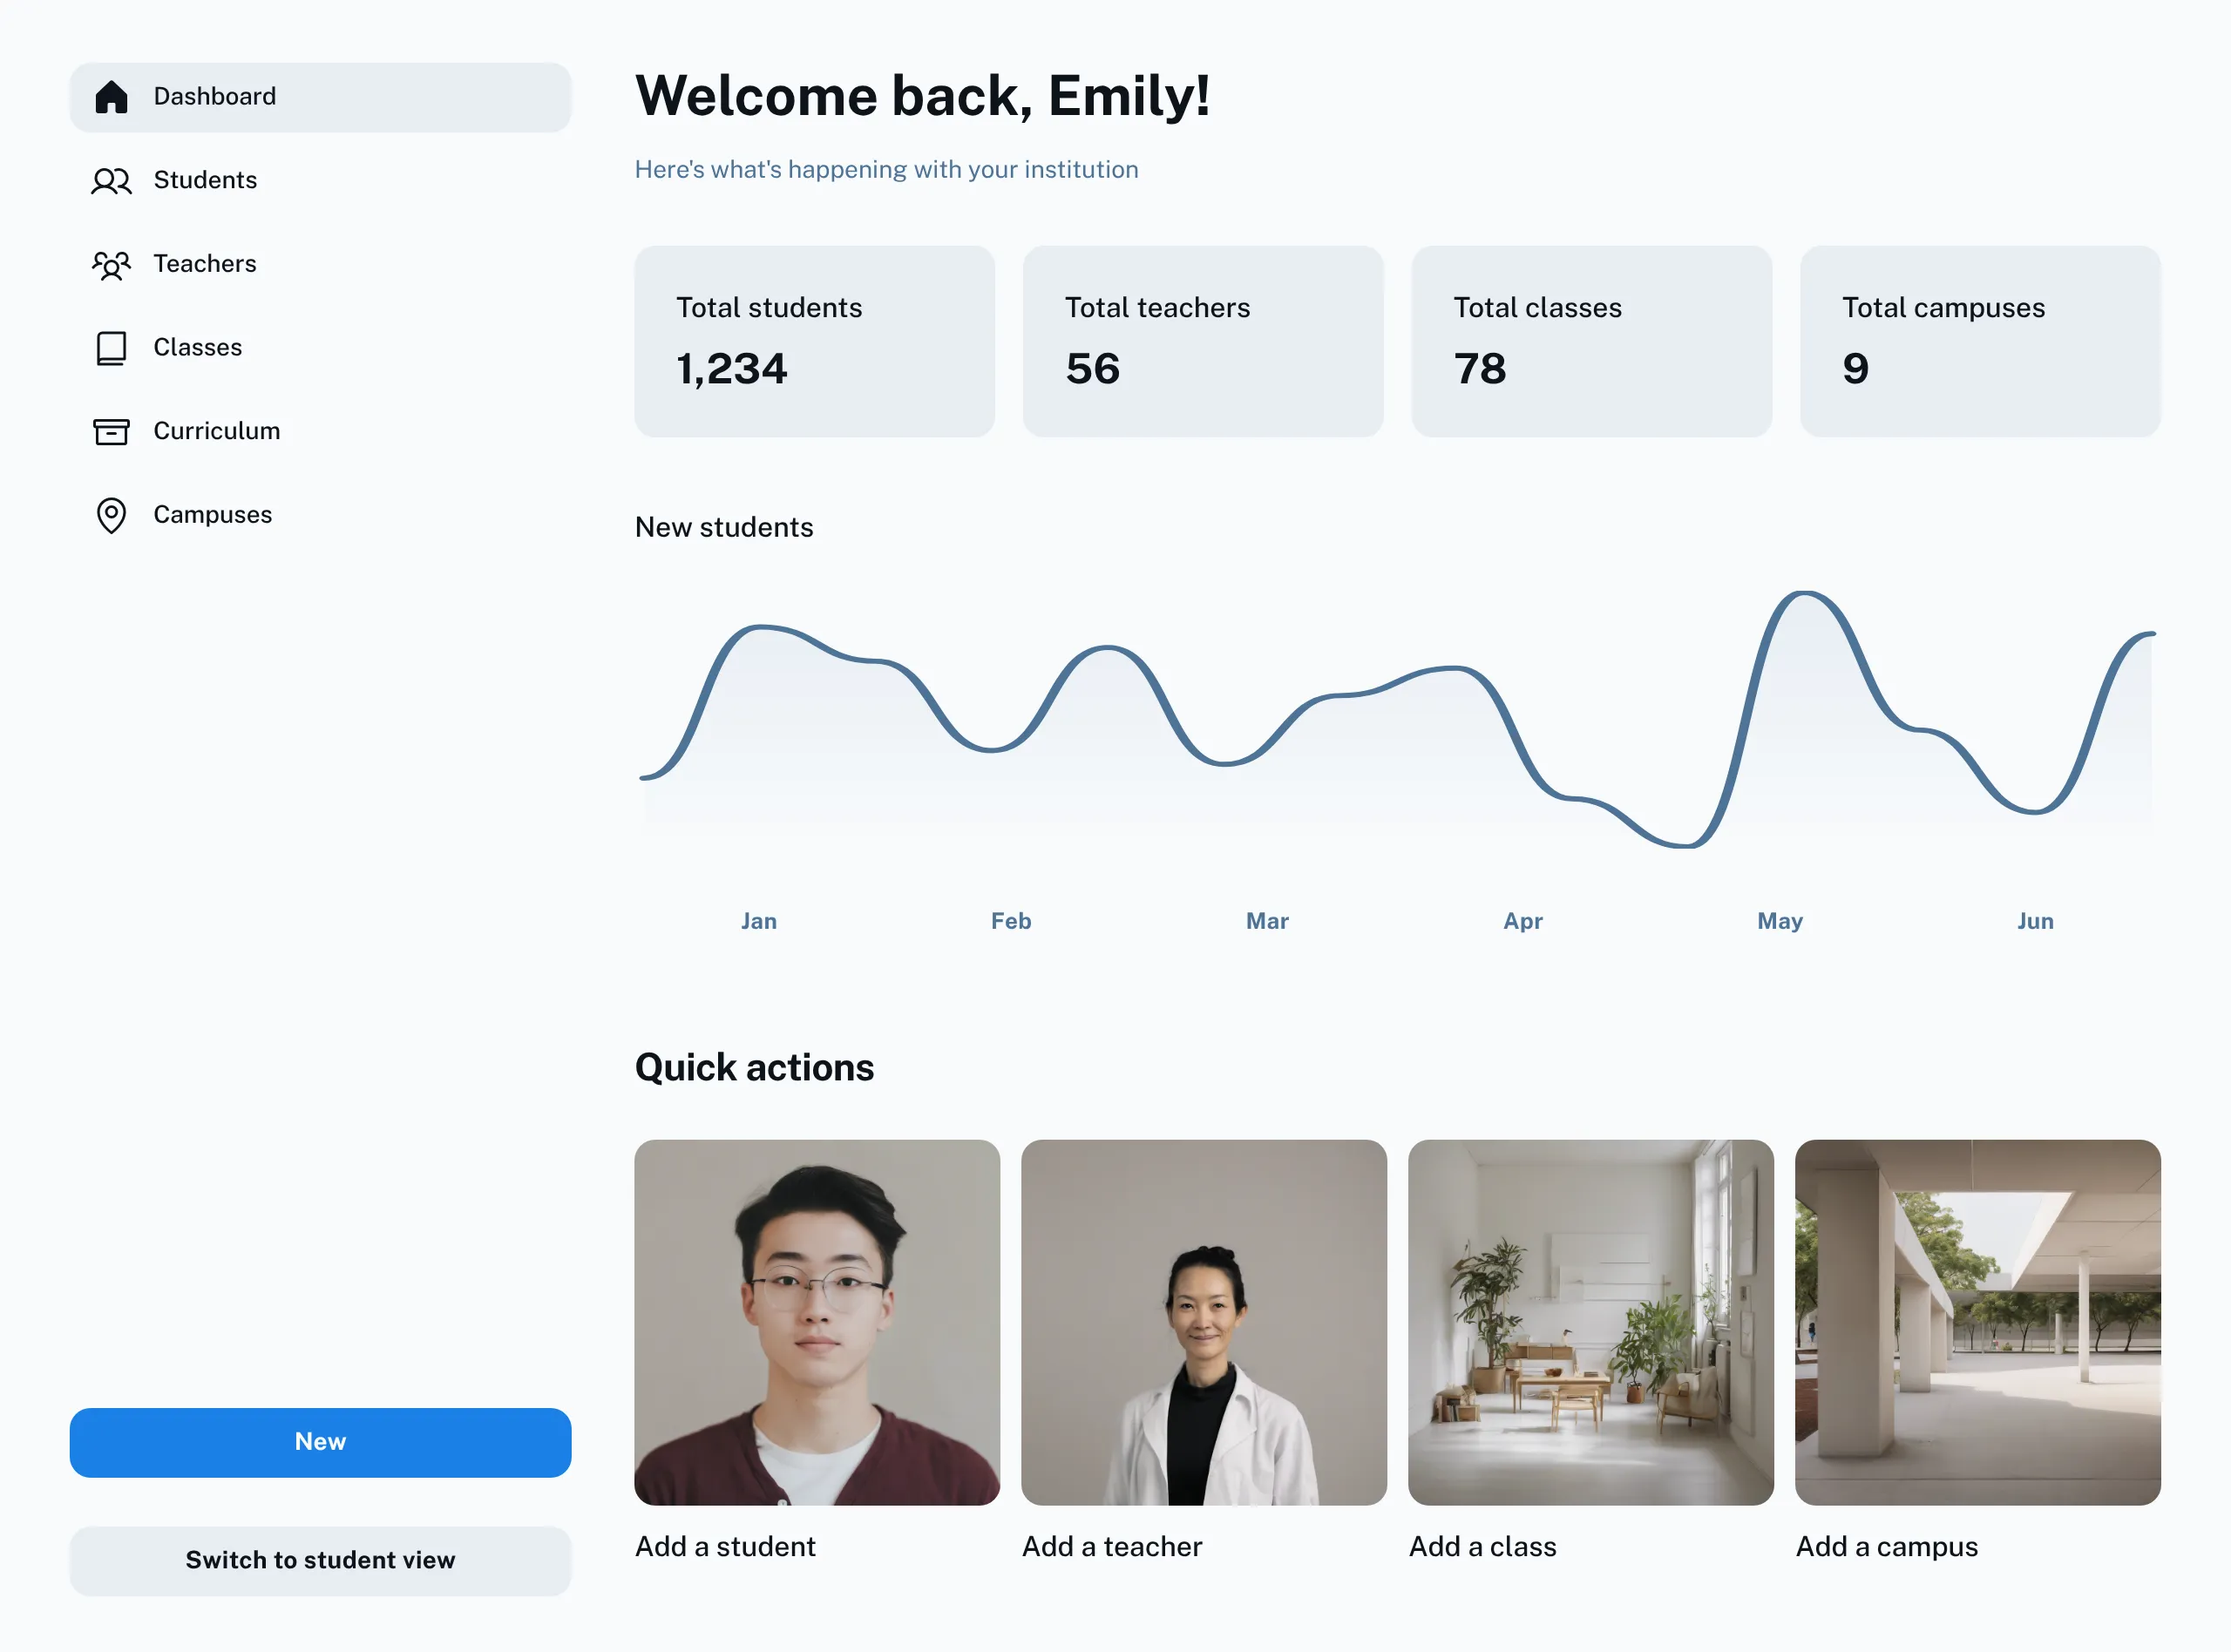 Dashboard
Students
Teachers
Classes
Curriculum
Campuses
New
Switch to student view
Welcome back, Emily!
Here's what's happening with your institution
Total students
1,234
Total teachers
56
Total classes
78
Total campuses
9
New students
Jan Feb Mar Apr May Jun
Quick actions
Add a student
Add a teacher
Add a class
Add a campus